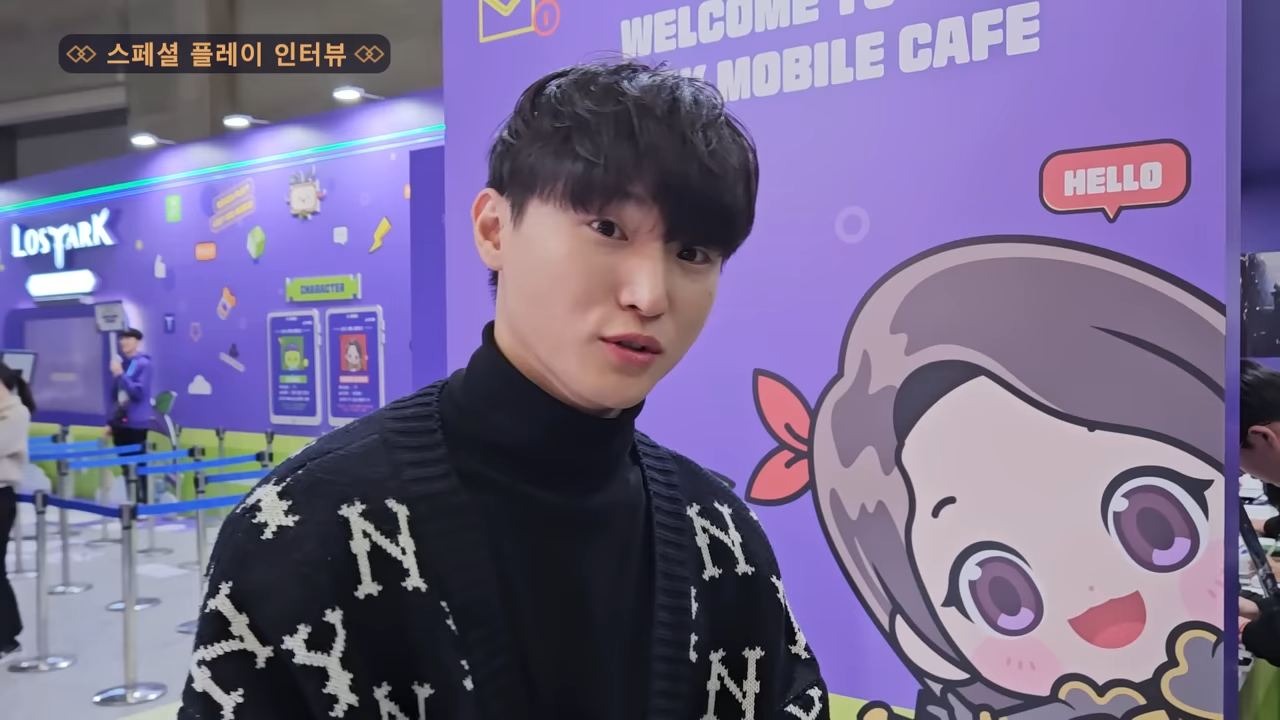 스페셜 플레이 인터뷰
WELCOME TO
MOBILE CAFE
HELLO
LOSTARK
CHARACTER